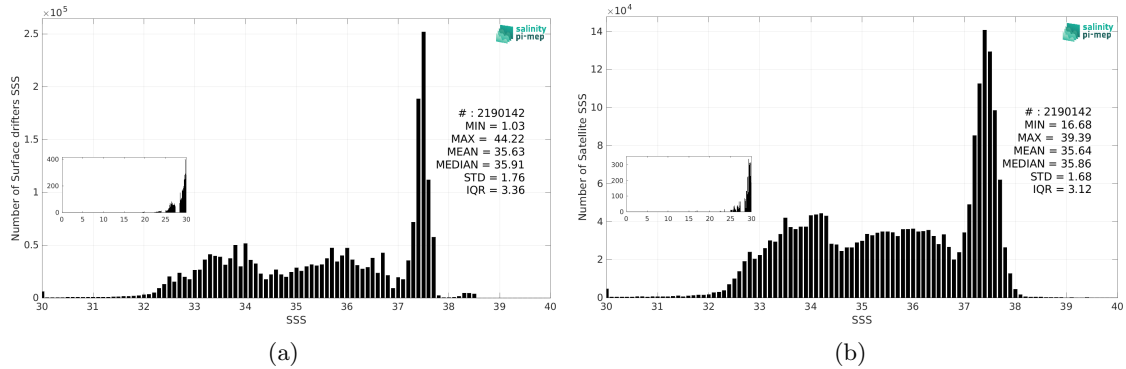 ×10⁵
salinity
pi-mep
# : 2190142
MIN = 1.03
MAX = 44.22
MEAN = 35.63
MEDIAN = 35.91
STD = 1.76
IQR = 3.36
Number of Surface drifters SSS
2.5
2
1.5
1
0.5
0
400
200
0
0 5 10 15 20 25 30
30 31 32 33 34 35 36 37 38 39 40
SSS
(a)
×10⁴
salinity
pi-mep
# : 2190142
MIN = 16.68
MAX = 39.39
MEAN = 35.64
MEDIAN = 35.86
STD = 1.68
IQR = 3.12
Number of Satellite SSS
14
12
10
8
6
4
2
0
300
200
100
0
0 5 10 15 20 25 30
30 31 32 33 34 35 36 37 38 39 40
SSS
(b)